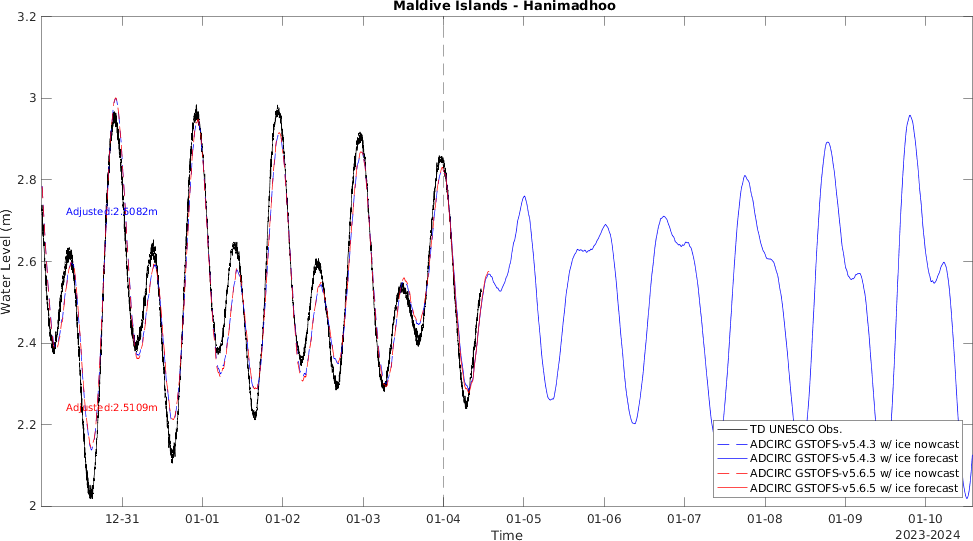 Maldive Islands - Hanimadhoo
3.2
3
2.8
2.6
2.4
2.2
2
Water Level (m)
Adjusted:2.6082m
Adjusted:2.5109m
TD UNESCO Obs.
ADCIRC GSTOFS-v5.4.3 w/ ice nowcast
ADCIRC GSTOFS-v5.4.3 w/ ice forecast
ADCIRC GSTOFS-v5.6.5 w/ ice nowcast
ADCIRC GSTOFS-v5.6.5 w/ ice forecast
12-31 01-01 01-02 01-03 01-04 01-05 01-06 01-07 01-08 01-09 01-10
Time
2023-2024